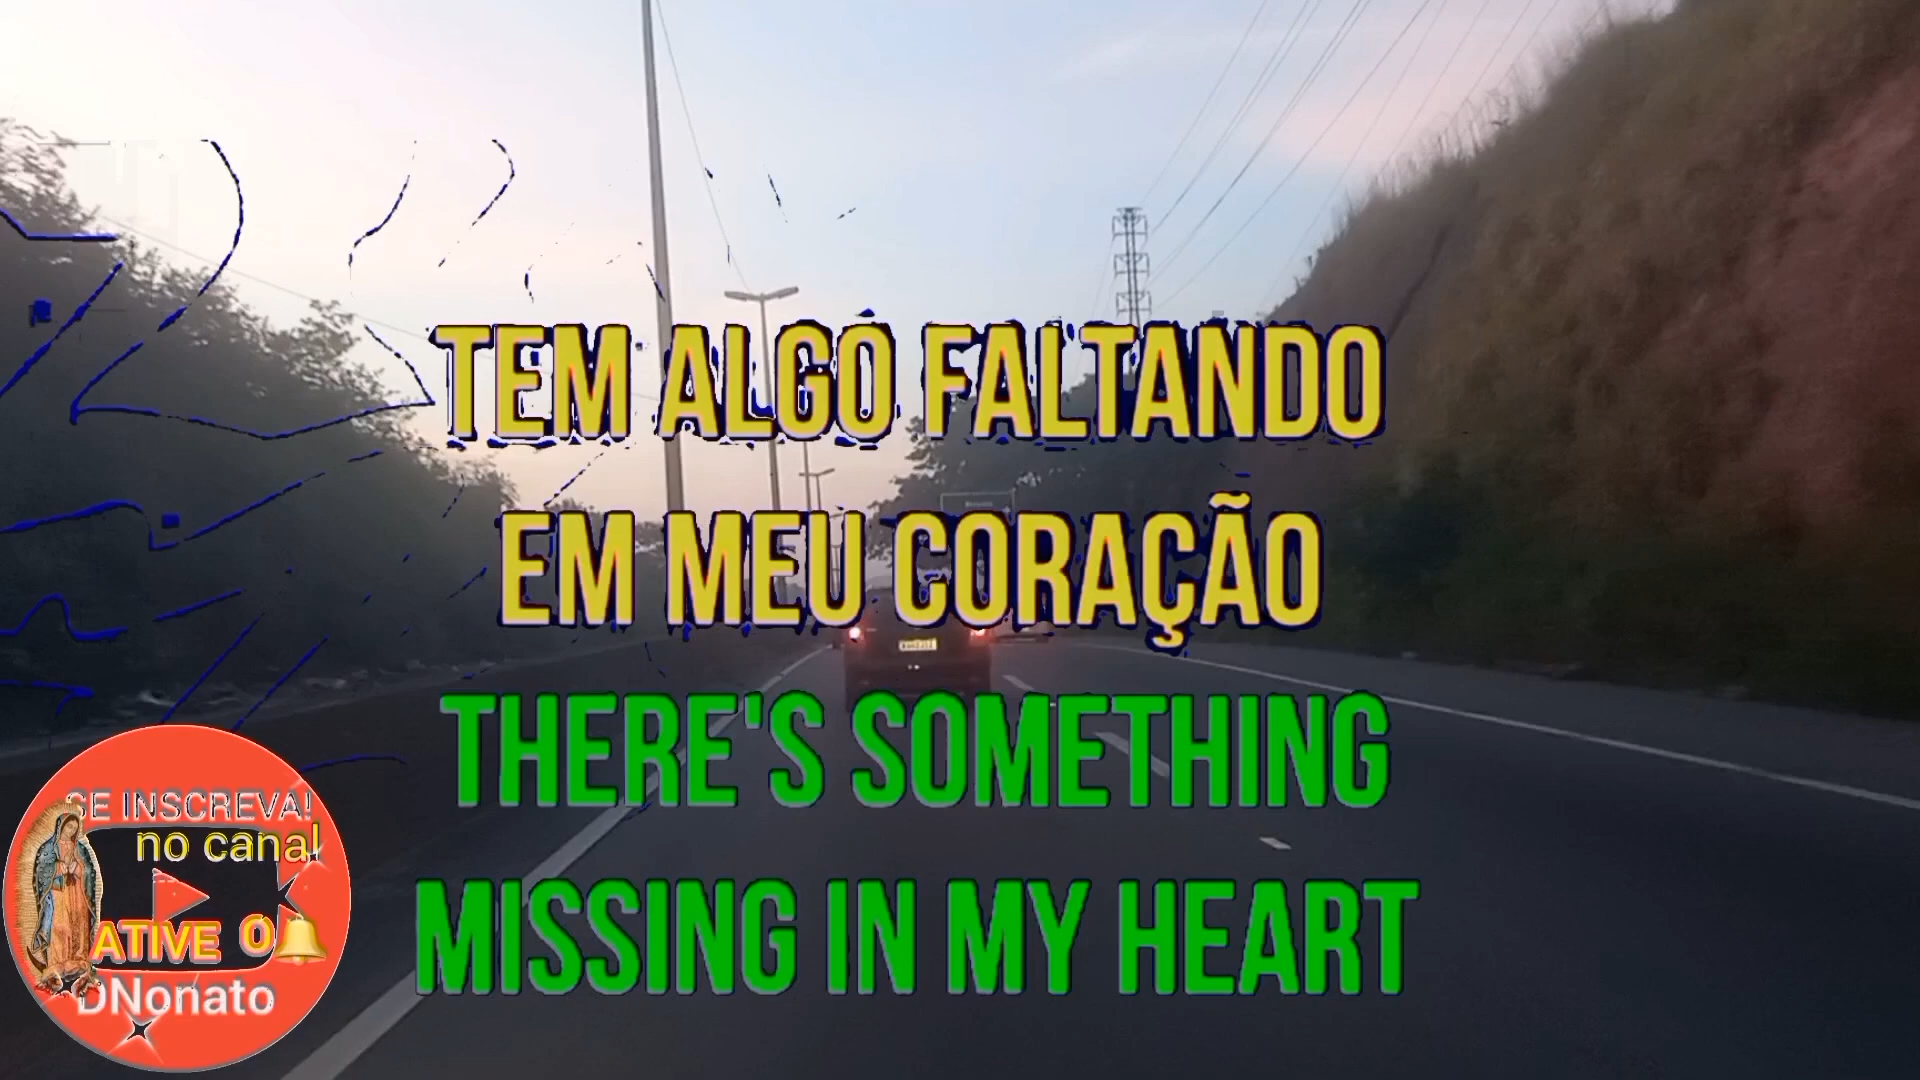 TEM ALGO FALTANDO
EM MEU CORAÇÃO
THERE'S SOMETHING
MISSING IN MY HEART
SE INSCREVA!
no canal
ATIVE O
DNonato